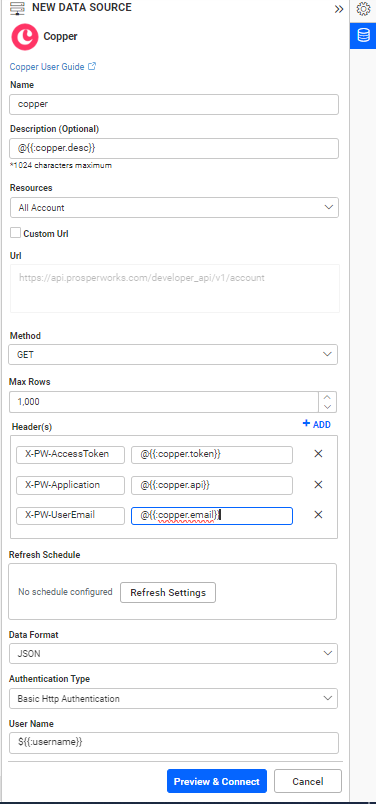 NEW DATA SOURCE
Copper
Copper User Guide
Name
copper
Description (Optional)
@{{:copper.desc}}
*1024 characters maximum
Resources
All Account
Custom Url
Url
https://api.prosperworks.com/developer_api/v1/account
Method
GET
Max Rows
1,000
Header(s)
+ ADD
X-PW-AccessToken @{{:copper.token}}
X-PW-Application @{{:copper.api}}
X-PW-UserEmail @{{:copper.email}}
Refresh Schedule
No schedule configured Refresh Settings
Data Format
JSON
Authentication Type
Basic Http Authentication
User Name
${{:username}}
Preview & Connect Cancel